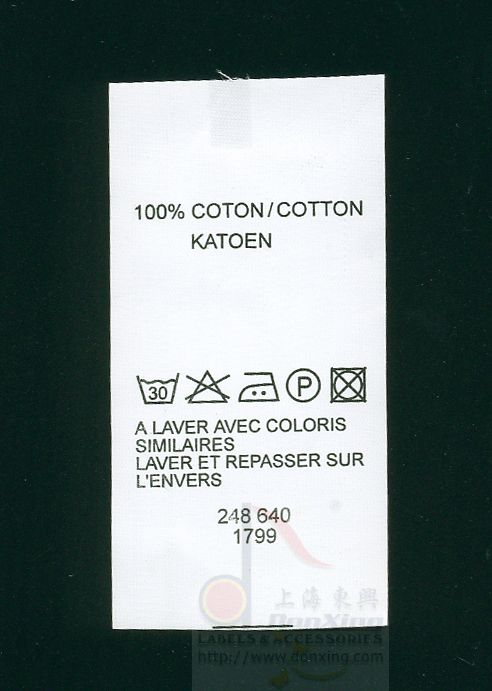 100% COTON/COTTON
KATOEN
30
P
A LAVER AVEC COLORIS
SIMILAIRES
LAVER ET REPASSER SUR
L'ENVERS
248 640
1799
®
上海東興
DonXing
LABELS & ACCESSORIES
http://www.donxing.com